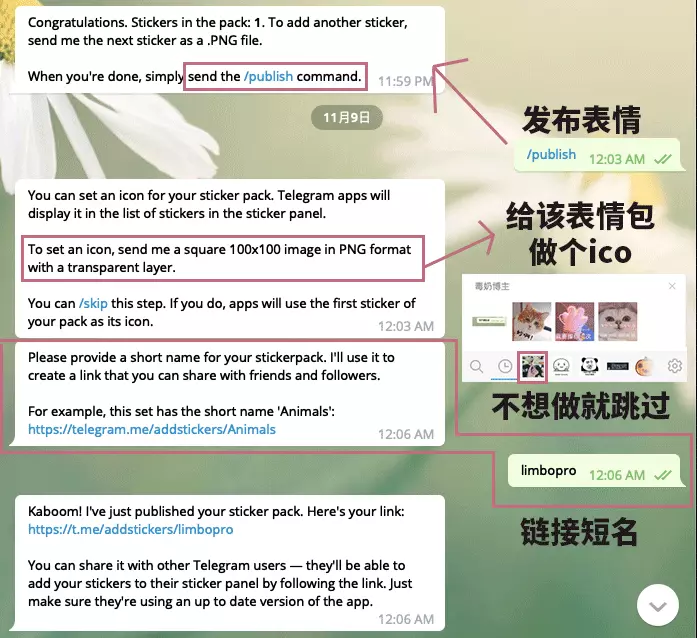 Congratulations. Stickers in the pack: 1. To add another sticker,
send me the next sticker as a .PNG file.
When you're done, simply send the /publish command.
11:59 PM
11月9日
发布表情
/publish
12:03 AM
You can set an icon for your sticker pack. Telegram apps will
display it in the list of stickers in the sticker panel.
To set an icon, send me a square 100x100 image in PNG format
with a transparent layer.
You can /skip this step. If you do, apps will use the first sticker of
your pack as its icon.
12:03 AM
给该表情包
做个ico
毒奶博主
不想做就跳过
Please provide a short name for your stickerpack. I'll use it to
create a link that you can share with friends and followers.
For example, this set has the short name 'Animals':
https://telegram.me/addstickers/Animals
12:06 AM
limbopro
12:06 AM
链接短名
Kaboom! I've just published your sticker pack. Here's your link:
https://t.me/addstickers/limbopro
You can share it with other Telegram users — they'll be able to
add your stickers to their sticker panel by following the link. Just
make sure they're using an up to date version of the app.
12:06 AM